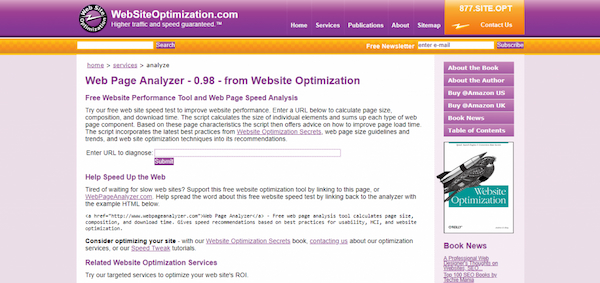 WebSiteOptimization.com
Higher traffic and speed guaranteed ™
877.SITE.OPT
Home Services Publications About Sitemap Contact Us
Search
Free Newsletter enter e-mail Subscribe
home > services > analyze
Web Page Analyzer - 0.98 - from Website Optimization
Free Website Performance Tool and Web Page Speed Analysis
Try our free web site speed test to improve website performance. Enter a URL below to calculate page size,
composition, and download time. The script calculates the size of individual elements and sums up each type of web
page component. Based on these page characteristics the script then offers advice on how to improve page load time.
The script incorporates the latest best practices from Website Optimization Secrets, web page size guidelines and
trends, and web site optimization techniques into its recommendations.
Enter URL to diagnose:
Submit
Help Speed Up the Web
Tired of waiting for slow web sites? Support this free website optimization tool by linking to this page, or
WebPageAnalyzer.com. Help spread the word about this free website speed test by linking back to the analyzer with
the example HTML below.
<a href="http://www.webpageanalyzer.com">Web Page Analyzer</a> - Free web page analysis tool calculates page size,
composition, and download time. Gives speed recommendations based on best practices for usability, HCI, and website
optimization.
Consider optimizing your site - with our Website Optimization Secrets book, contacting us about our optimization
services, or our Speed Tweak tutorials.
Related Website Optimization Services
Try our targeted services to optimize your web site's ROI.
About the Book
About the Author
Buy @Amazon US
Buy @Amazon UK
Book News
Table of Contents
Website
Optimization
O'REILLY
Book News
A Professional Web
Designer's Thoughts on
Websites, SEO...
Top 100 SEO Books by
Techie Mania